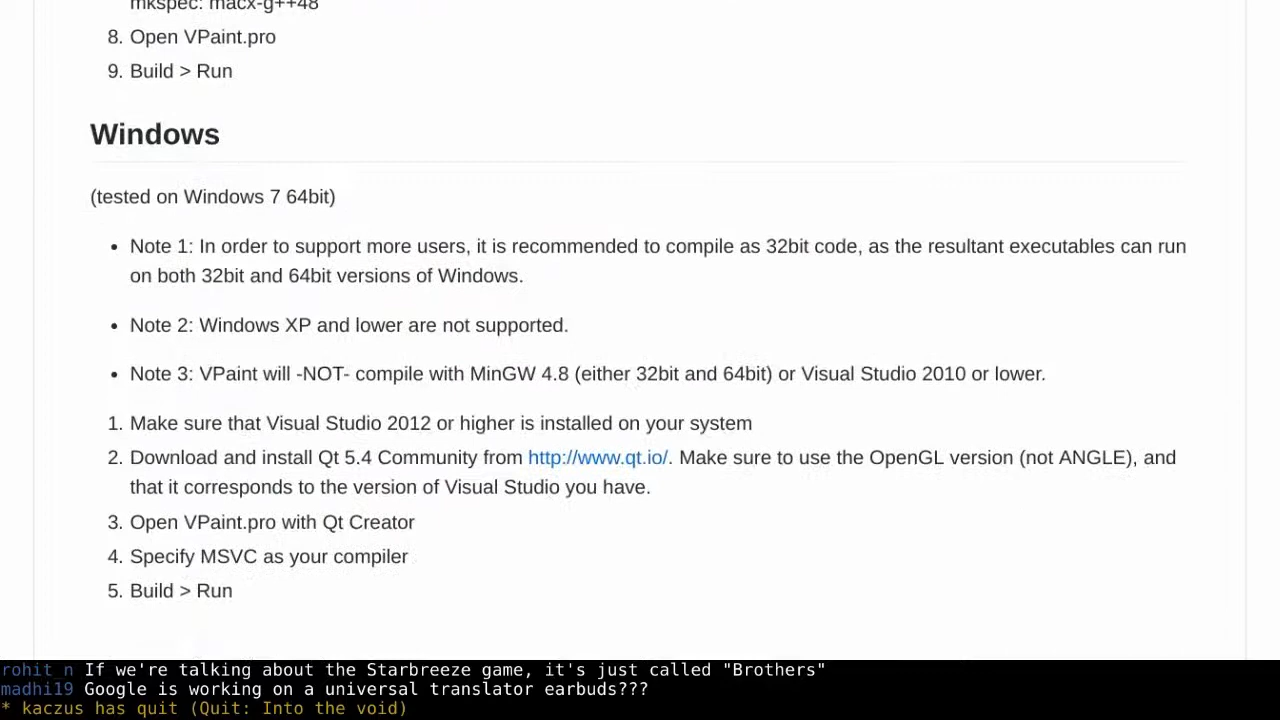 mkspec: macx-g++48
8. Open VPaint.pro
9. Build > Run
Windows
(tested on Windows 7 64bit)
• Note 1: In order to support more users, it is recommended to compile as 32bit code, as the resultant executables can run
on both 32bit and 64bit versions of Windows.
• Note 2: Windows XP and lower are not supported.
• Note 3: VPaint will -NOT- compile with MinGW 4.8 (either 32bit and 64bit) or Visual Studio 2010 or lower.
1. Make sure that Visual Studio 2012 or higher is installed on your system
2. Download and install Qt 5.4 Community from http://www.qt.io/. Make sure to use the OpenGL version (not ANGLE), and
that it corresponds to the version of Visual Studio you have.
3. Open VPaint.pro with Qt Creator
4. Specify MSVC as your compiler
5. Build > Run
rohit_n If we're talking about the Starbreeze game, it's just called "Brothers"
madhi19 Google is working on a universal translator earbuds???
* kaczus has quit (Quit: Into the void)